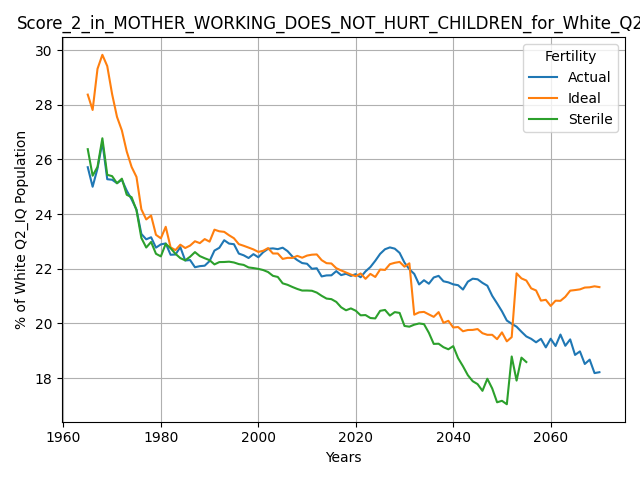 Score_2_in_MOTHER_WORKING_DOES_NOT_HURT_CHILDREN_for_White_Q2
% of White Q2_IQ Population
30
28
26
24
22
20
18
Fertility
Actual
Ideal
Sterile
1960 1980 2000 2020 2040 2060
Years